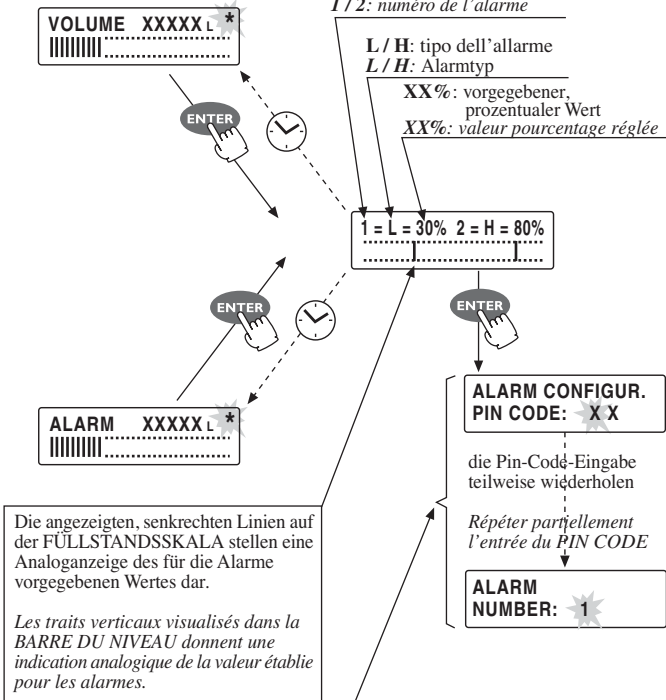 1 / 2: numéro de l'alarme
VOLUME XXXXX L *
L / H: tipo dell'allarme
L / H: Alarmtyp
XX%: vorgegebener,
prozentualer Wert
XX%: valeur pourcentage réglée
ENTER
1 = L = 30% 2 = H = 80%
ENTER
ENTER
ALARM XXXXX L *
ALARM CONFIGUR.
PIN CODE: X X
die Pin-Code-Eingabe
teilweise wiederholen
Répéter partiellement
l'entrée du PIN CODE
ALARM
NUMBER: 1
Die angezeigten, senkrechten Linien auf
der FÜLLSTANDSSKALA stellen eine
Analoganzeige des für die Alarme
vorgegebenen Wertes dar.
Les traits verticaux visualisés dans la
BARRE DU NIVEAU donnent une
indication analogique de la valeur établie
pour les alarmes.